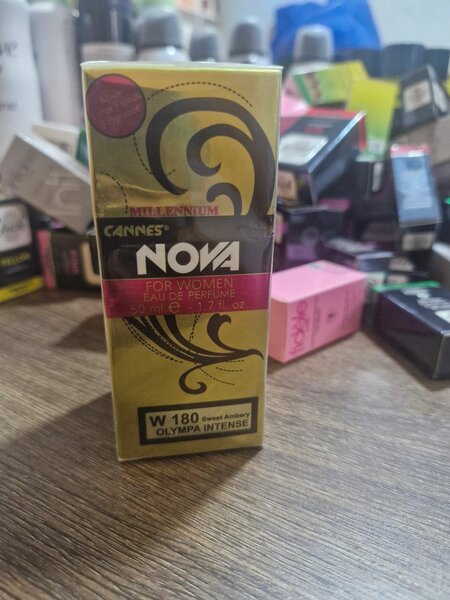 MILLENNIUM
CANNES®
NOVA
FOR WOMEN
EAU DE PERFUME
50 ml e - 1.7 fl. oz.
W 180 Sweet Ambery
OLYMPA INTENSE